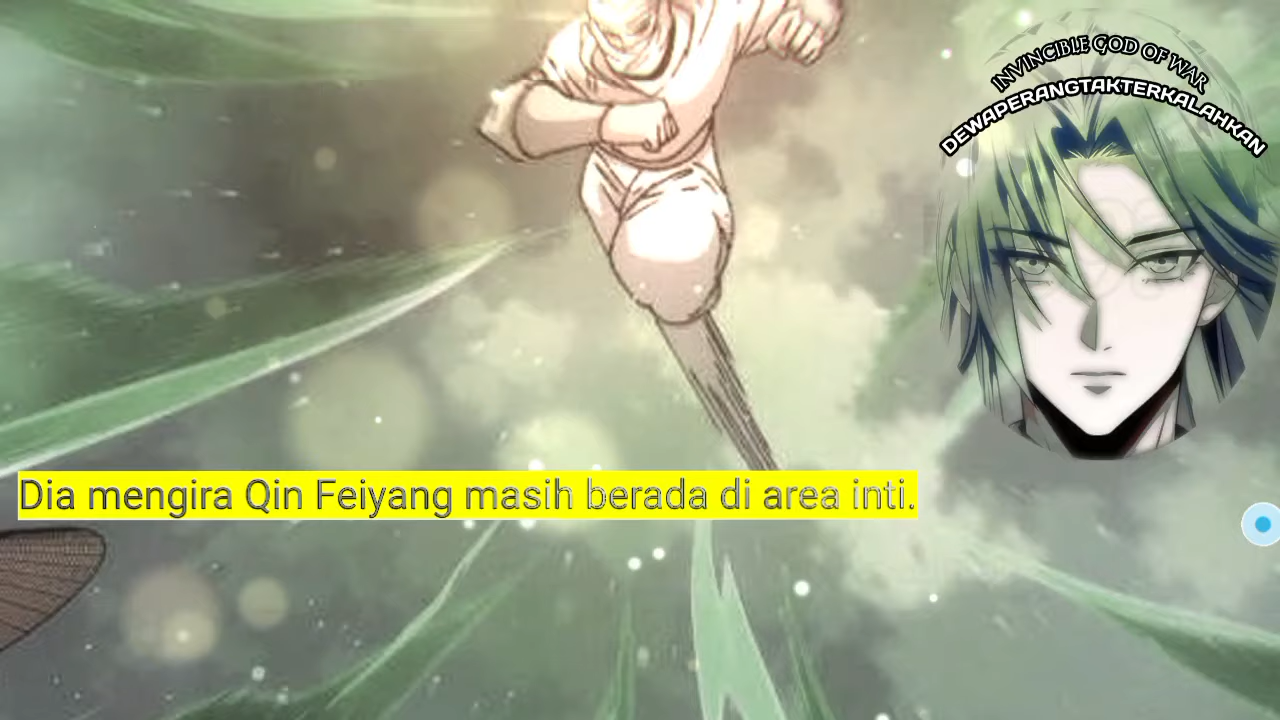 INVINCIBLE GOD OF WAR
DEWAPERANGTAKTERKALAHKAN
Dia mengira Qin Feiyang masih berada di area inti.